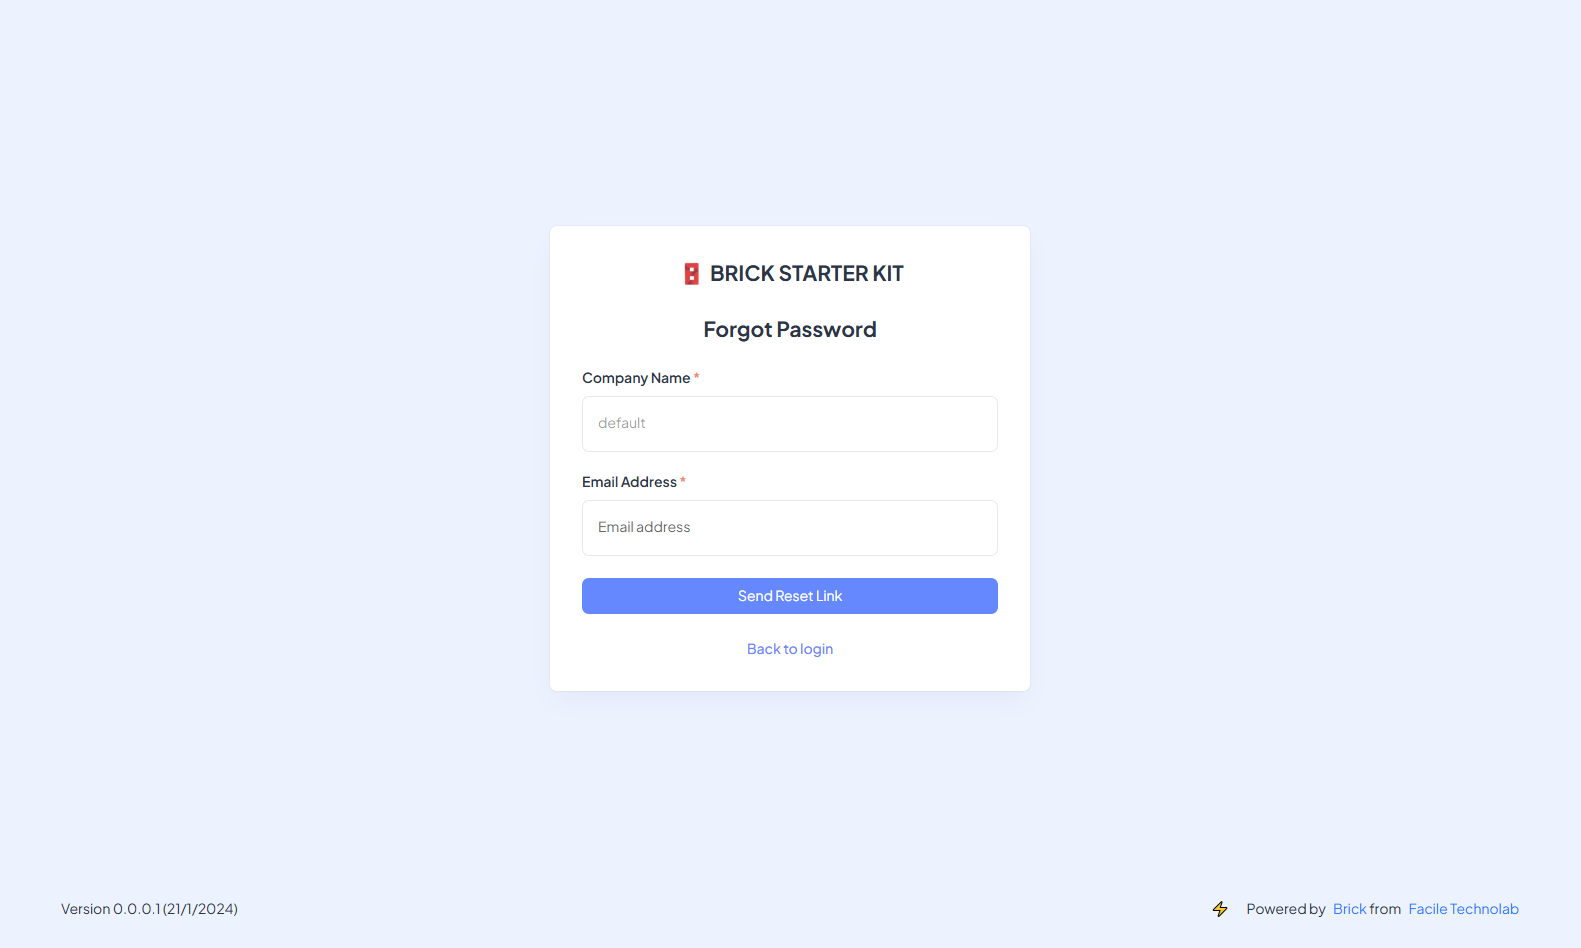 BRICK STARTER KIT
Forgot Password
Company Name *
default
Email Address *
Email address
Send Reset Link
Back to login
Version 0.0.0.1 (21/1/2024)
Powered by Brick from Facile Technolab